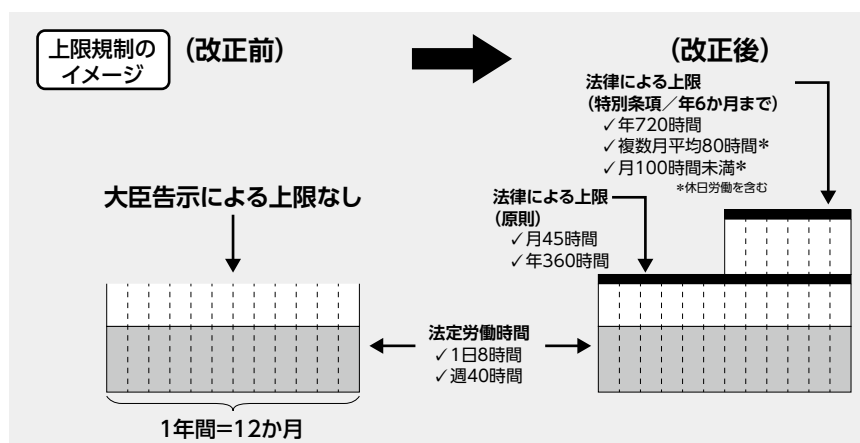 上限規制の
イメージ
（改正前）
（改正後）
法律による上限
（特別条項／年6か月まで）
✓年720時間
✓複数月平均80時間＊
✓月100時間未満＊
＊休日労働を含む
大臣告示による上限なし
法律による上限
（原則）
✓月45時間
✓年360時間
法定労働時間
✓1日8時間
✓週40時間
1年間＝12か月